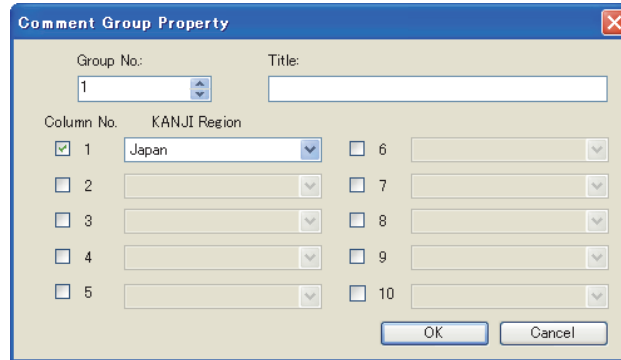 Comment Group Property
Group No.: Title:
1
Column No. KANJI Region
1 Japan 6
2 7
3 8
4 9
5 10
OK Cancel